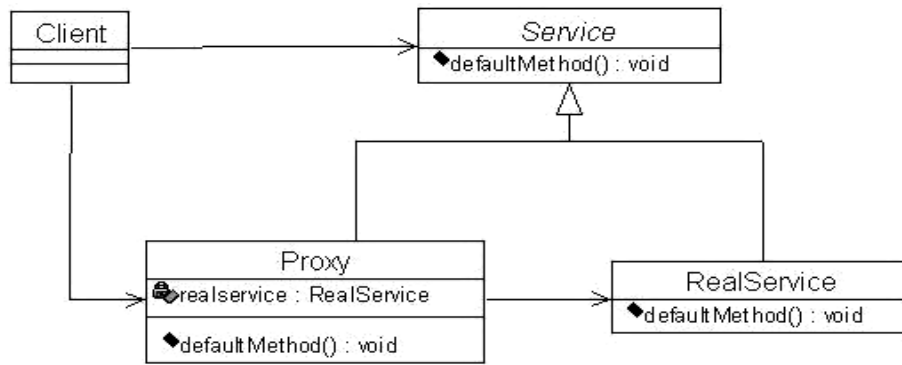 Client
Service
defaultMethod() : void
Proxy
realservice : RealService
defaultMethod() : void
RealService
defaultMethod() : void